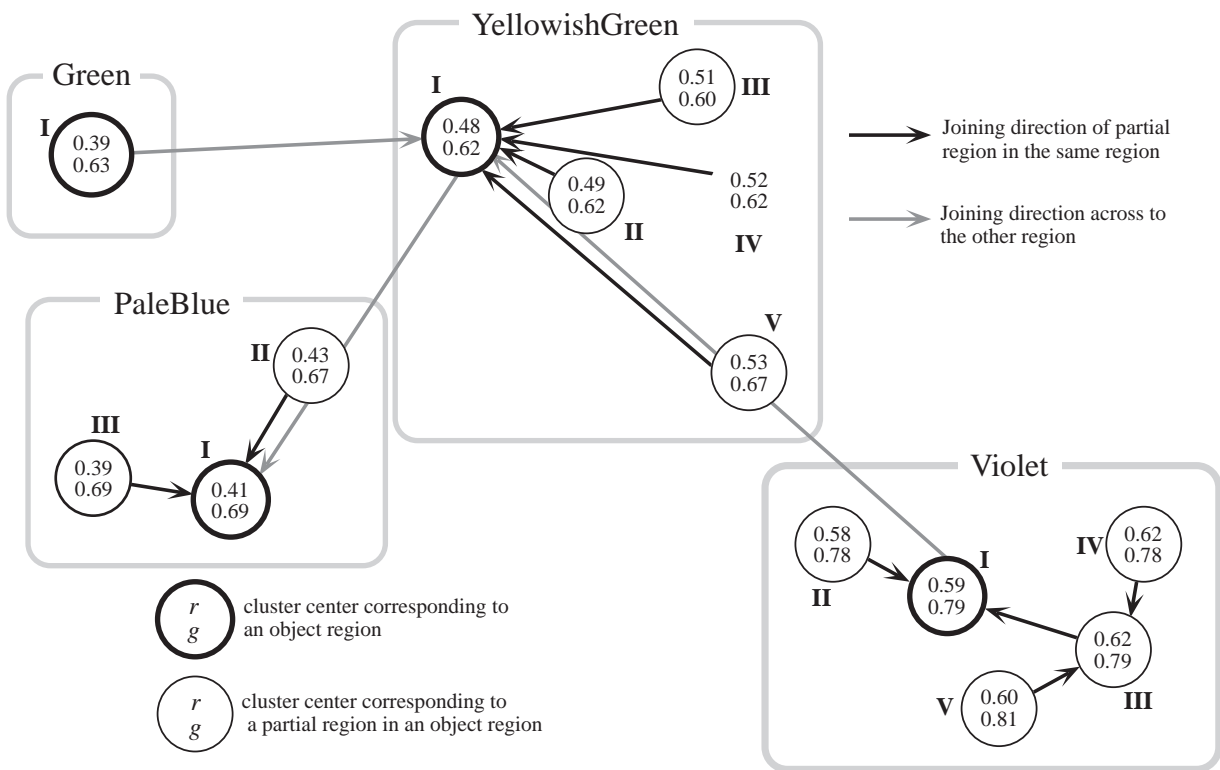 YellowishGreen
Green
I
0.39
0.63
I
0.48
0.62
0.51
0.60
III
0.49
0.62
II
0.52
0.62
IV
V
0.53
0.67
Joining direction of partial
region in the same region
Joining direction across to
the other region
PaleBlue
II
0.43
0.67
III
0.39
0.69
I
0.41
0.69
Violet
0.58
0.78
II
I
0.59
0.79
IV
0.62
0.78
0.62
0.79
III
V
0.60
0.81
r
g
cluster center corresponding to
an object region
r
g
cluster center corresponding to
a partial region in an object region